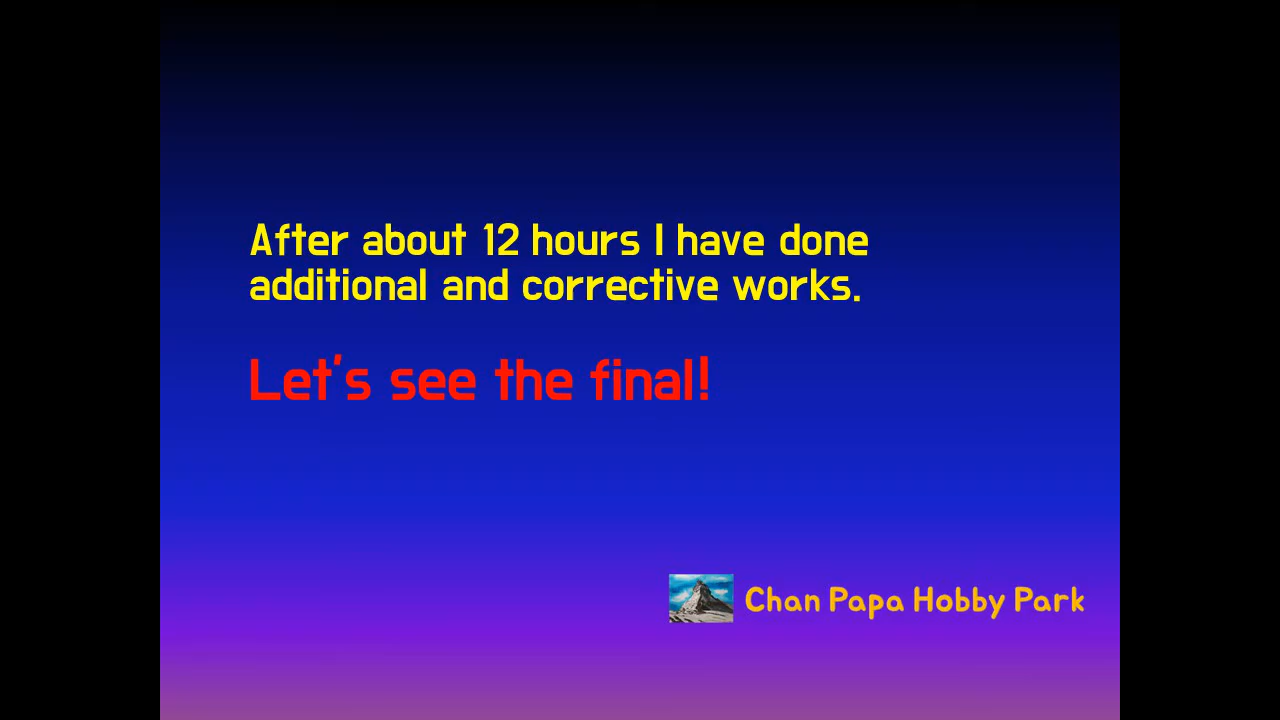 After about 12 hours I have done
additional and corrective works.
Let's see the final!
Chan Papa Hobby Park